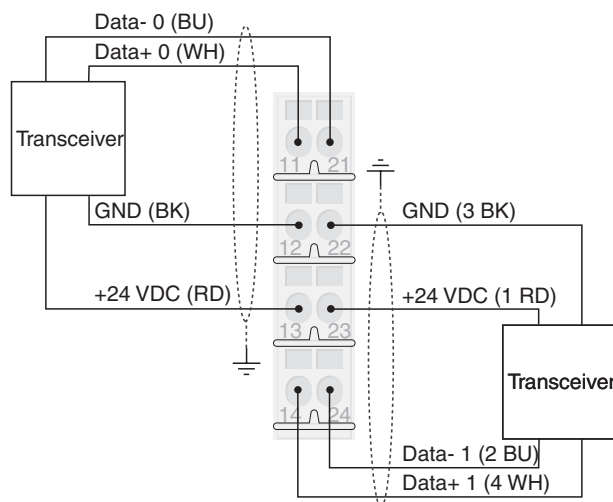 Data- 0 (BU)
Data+ 0 (WH)
Transceiver
11 21
GND (BK)
GND (3 BK)
12 22
+24 VDC (RD)
+24 VDC (1 RD)
13 23
Transceiver
14 24
Data- 1 (2 BU)
Data+ 1 (4 WH)